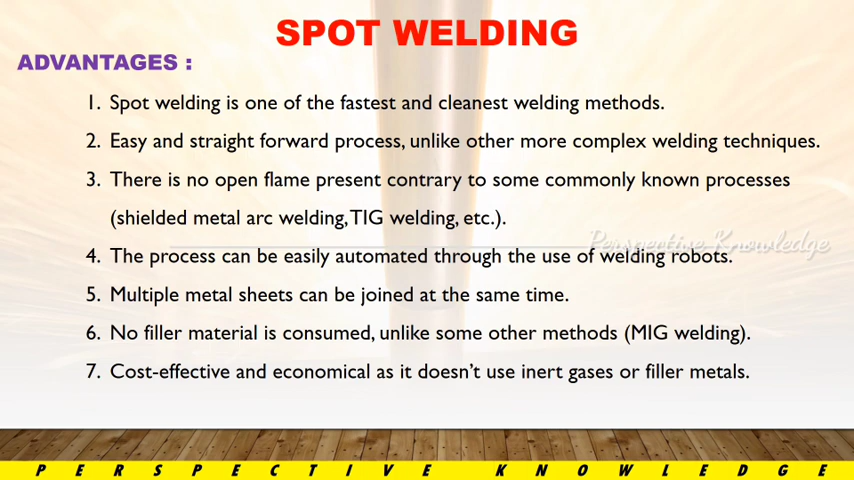 SPOT WELDING
ADVANTAGES :
1. Spot welding is one of the fastest and cleanest welding methods.
2. Easy and straight forward process, unlike other more complex welding techniques.
3. There is no open flame present contrary to some commonly known processes
(shielded metal arc welding, TIG welding, etc.).
Perspective Knowledge
4. The process can be easily automated through the use of welding robots.
5. Multiple metal sheets can be joined at the same time.
6. No filler material is consumed, unlike some other methods (MIG welding).
7. Cost-effective and economical as it doesn't use inert gases or filler metals.
PERSPECTIVE KNOWLEDGE